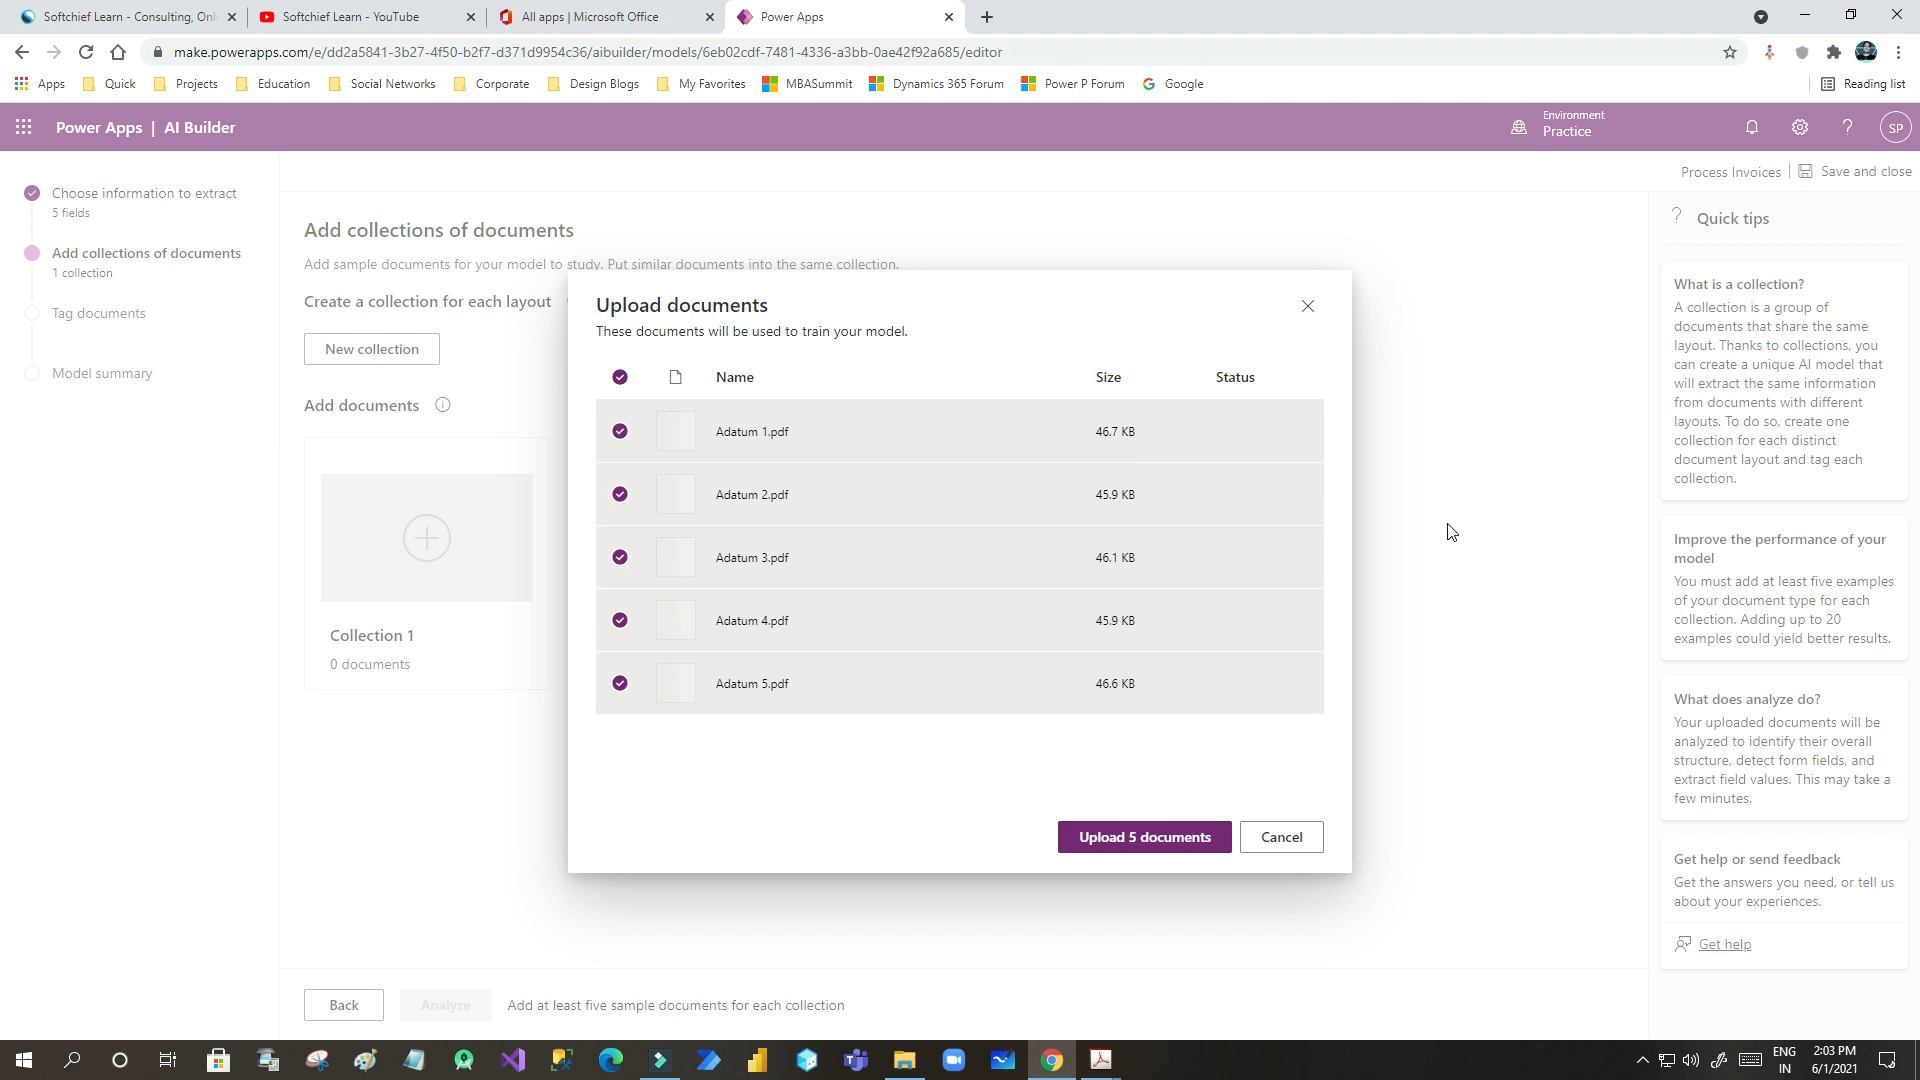 Softchief Learn - Consulting, Onli
Softchief Learn - YouTube
All apps | Microsoft Office
Power Apps
make.powerapps.com/e/dd2a5841-3b27-4f50-b2f7-d371d9954c36/aibuilder/models/6eb02cdf-7481-4336-a3bb-0ae42f92a685/editor
Apps
Quick
Projects
Education
Social Networks
Corporate
Design Blogs
My Favorites
MBASummit
Dynamics 365 Forum
Power P Forum
Google
Reading list
Power Apps | AI Builder
Environment
Practice
SP
Process Invoices
Save and close
Choose information to extract
5 fields
Add collections of documents
1 collection
Tag documents
Model summary
Add collections of documents
Add sample documents for your model to study. Put similar documents into the same collection.
Create a collection for each layout
New collection
Add documents
Collection 1
0 documents
Upload documents
These documents will be used to train your model.
Name Size Status
Adatum 1.pdf 46.7 KB
Adatum 2.pdf 45.9 KB
Adatum 3.pdf 46.1 KB
Adatum 4.pdf 45.9 KB
Adatum 5.pdf 46.6 KB
Upload 5 documents
Cancel
Quick tips
What is a collection?
A collection is a group of
documents that share the same
layout. Thanks to collections, you
can create a unique AI model that
will extract the same information
from documents with different
layouts. To do so, create one
collection for each distinct
document layout and tag each
collection.
Improve the performance of your
model
You must add at least five examples
of your document type for each
collection. Adding up to 20
examples could yield better results.
What does analyze do?
Your uploaded documents will be
analyzed to identify their overall
structure, detect form fields, and
extract field values. This may take a
few minutes.
Get help or send feedback
Get the answers you need, or tell us
about your experiences.
Get help
Back
Analyze
Add at least five sample documents for each collection
ENG
IN
2:03 PM
6/1/2021